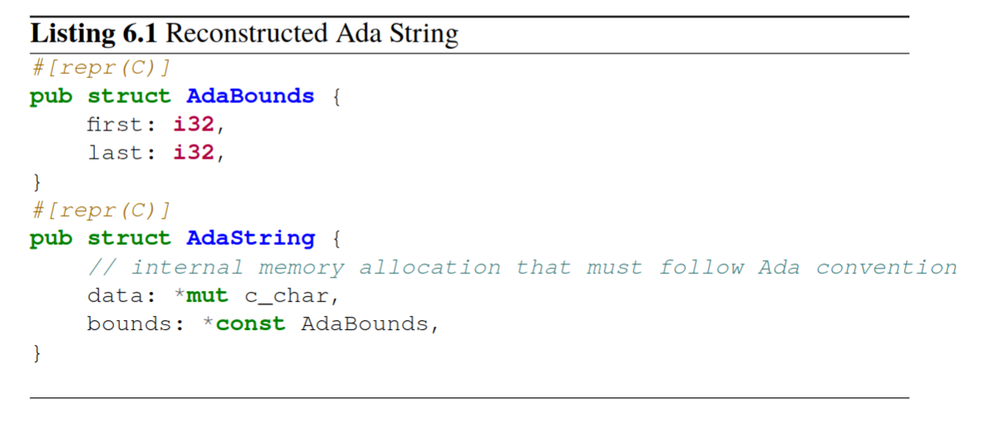 Listing 6.1 Reconstructed Ada String
#[repr(C)]
pub struct AdaBounds {
    first: i32,
    last: i32,
}
#[repr(C)]
pub struct AdaString {
    // internal memory allocation that must follow Ada convention
    data: *mut c_char,
    bounds: *const AdaBounds,
}